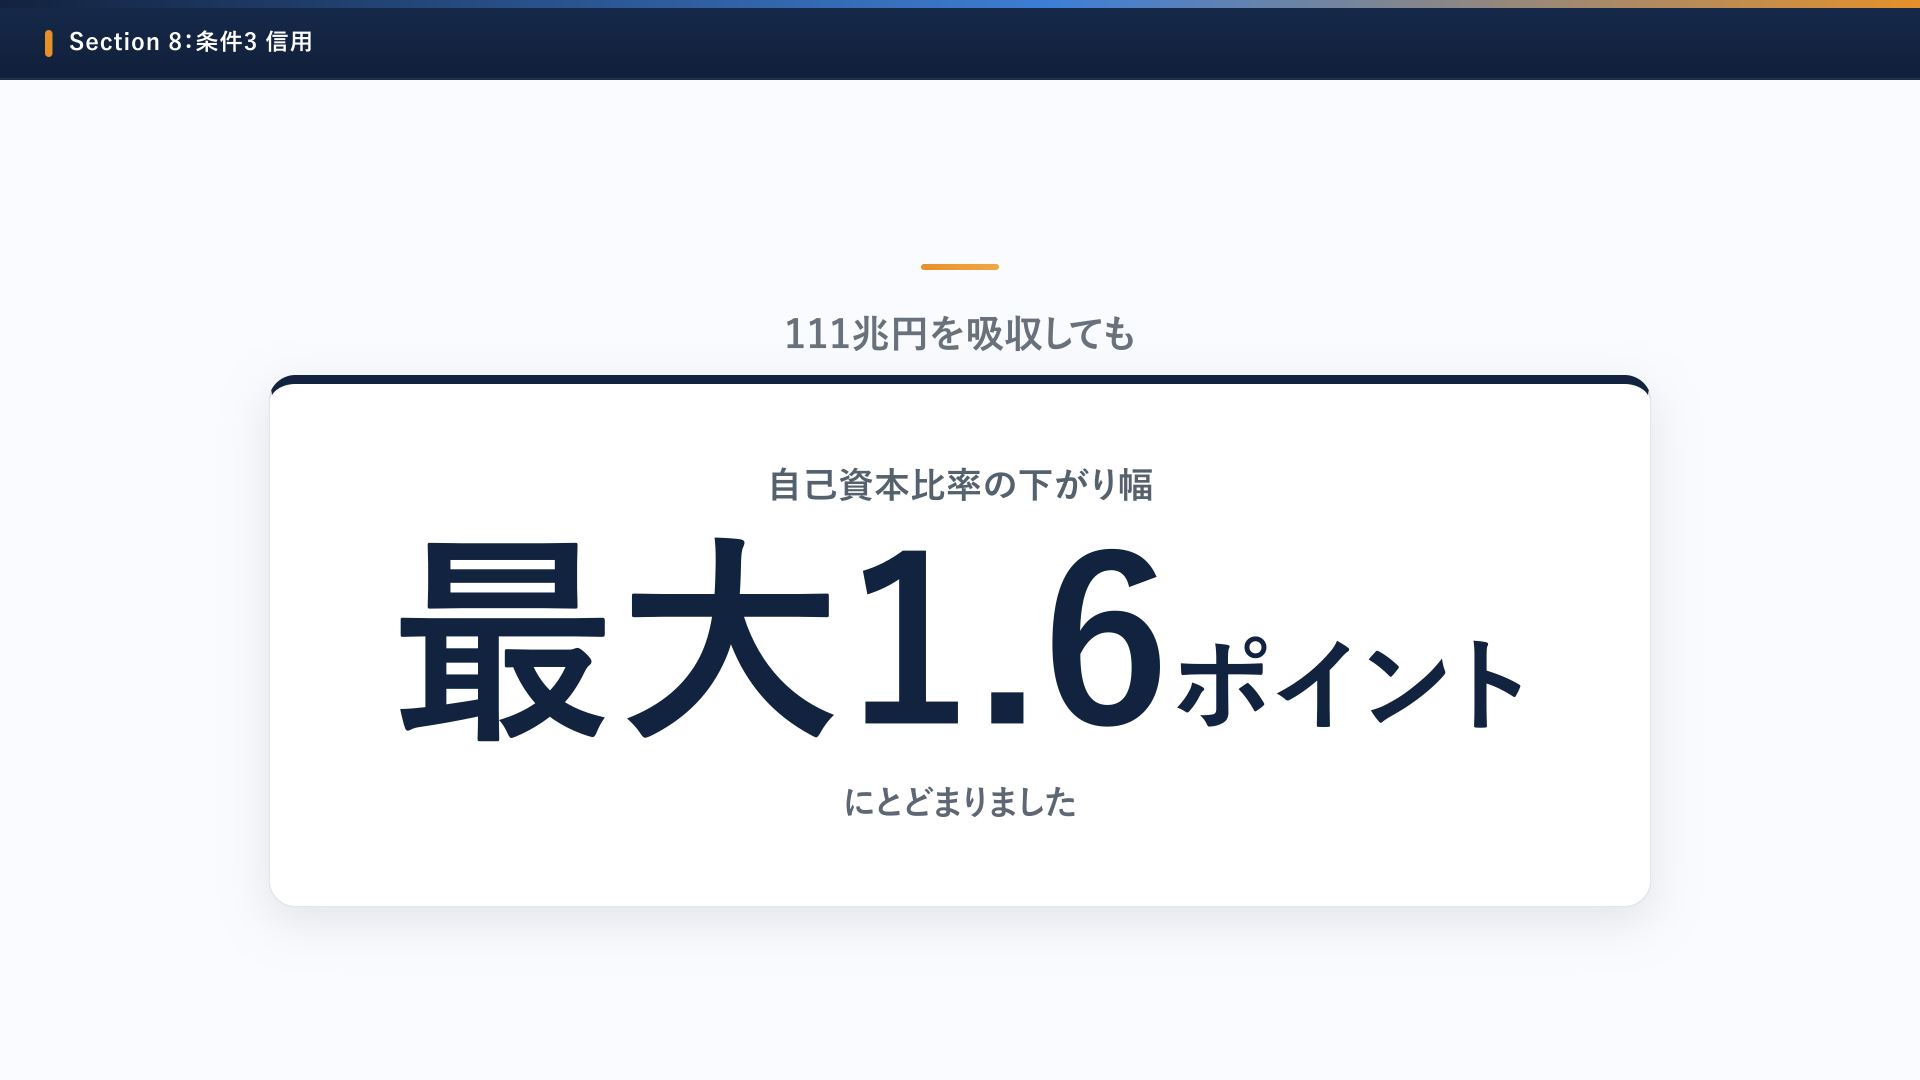 Section 8：条件3 信用
111兆円を吸収しても
自己資本比率の下がり幅
最大1.6ポイント
にとどまりました